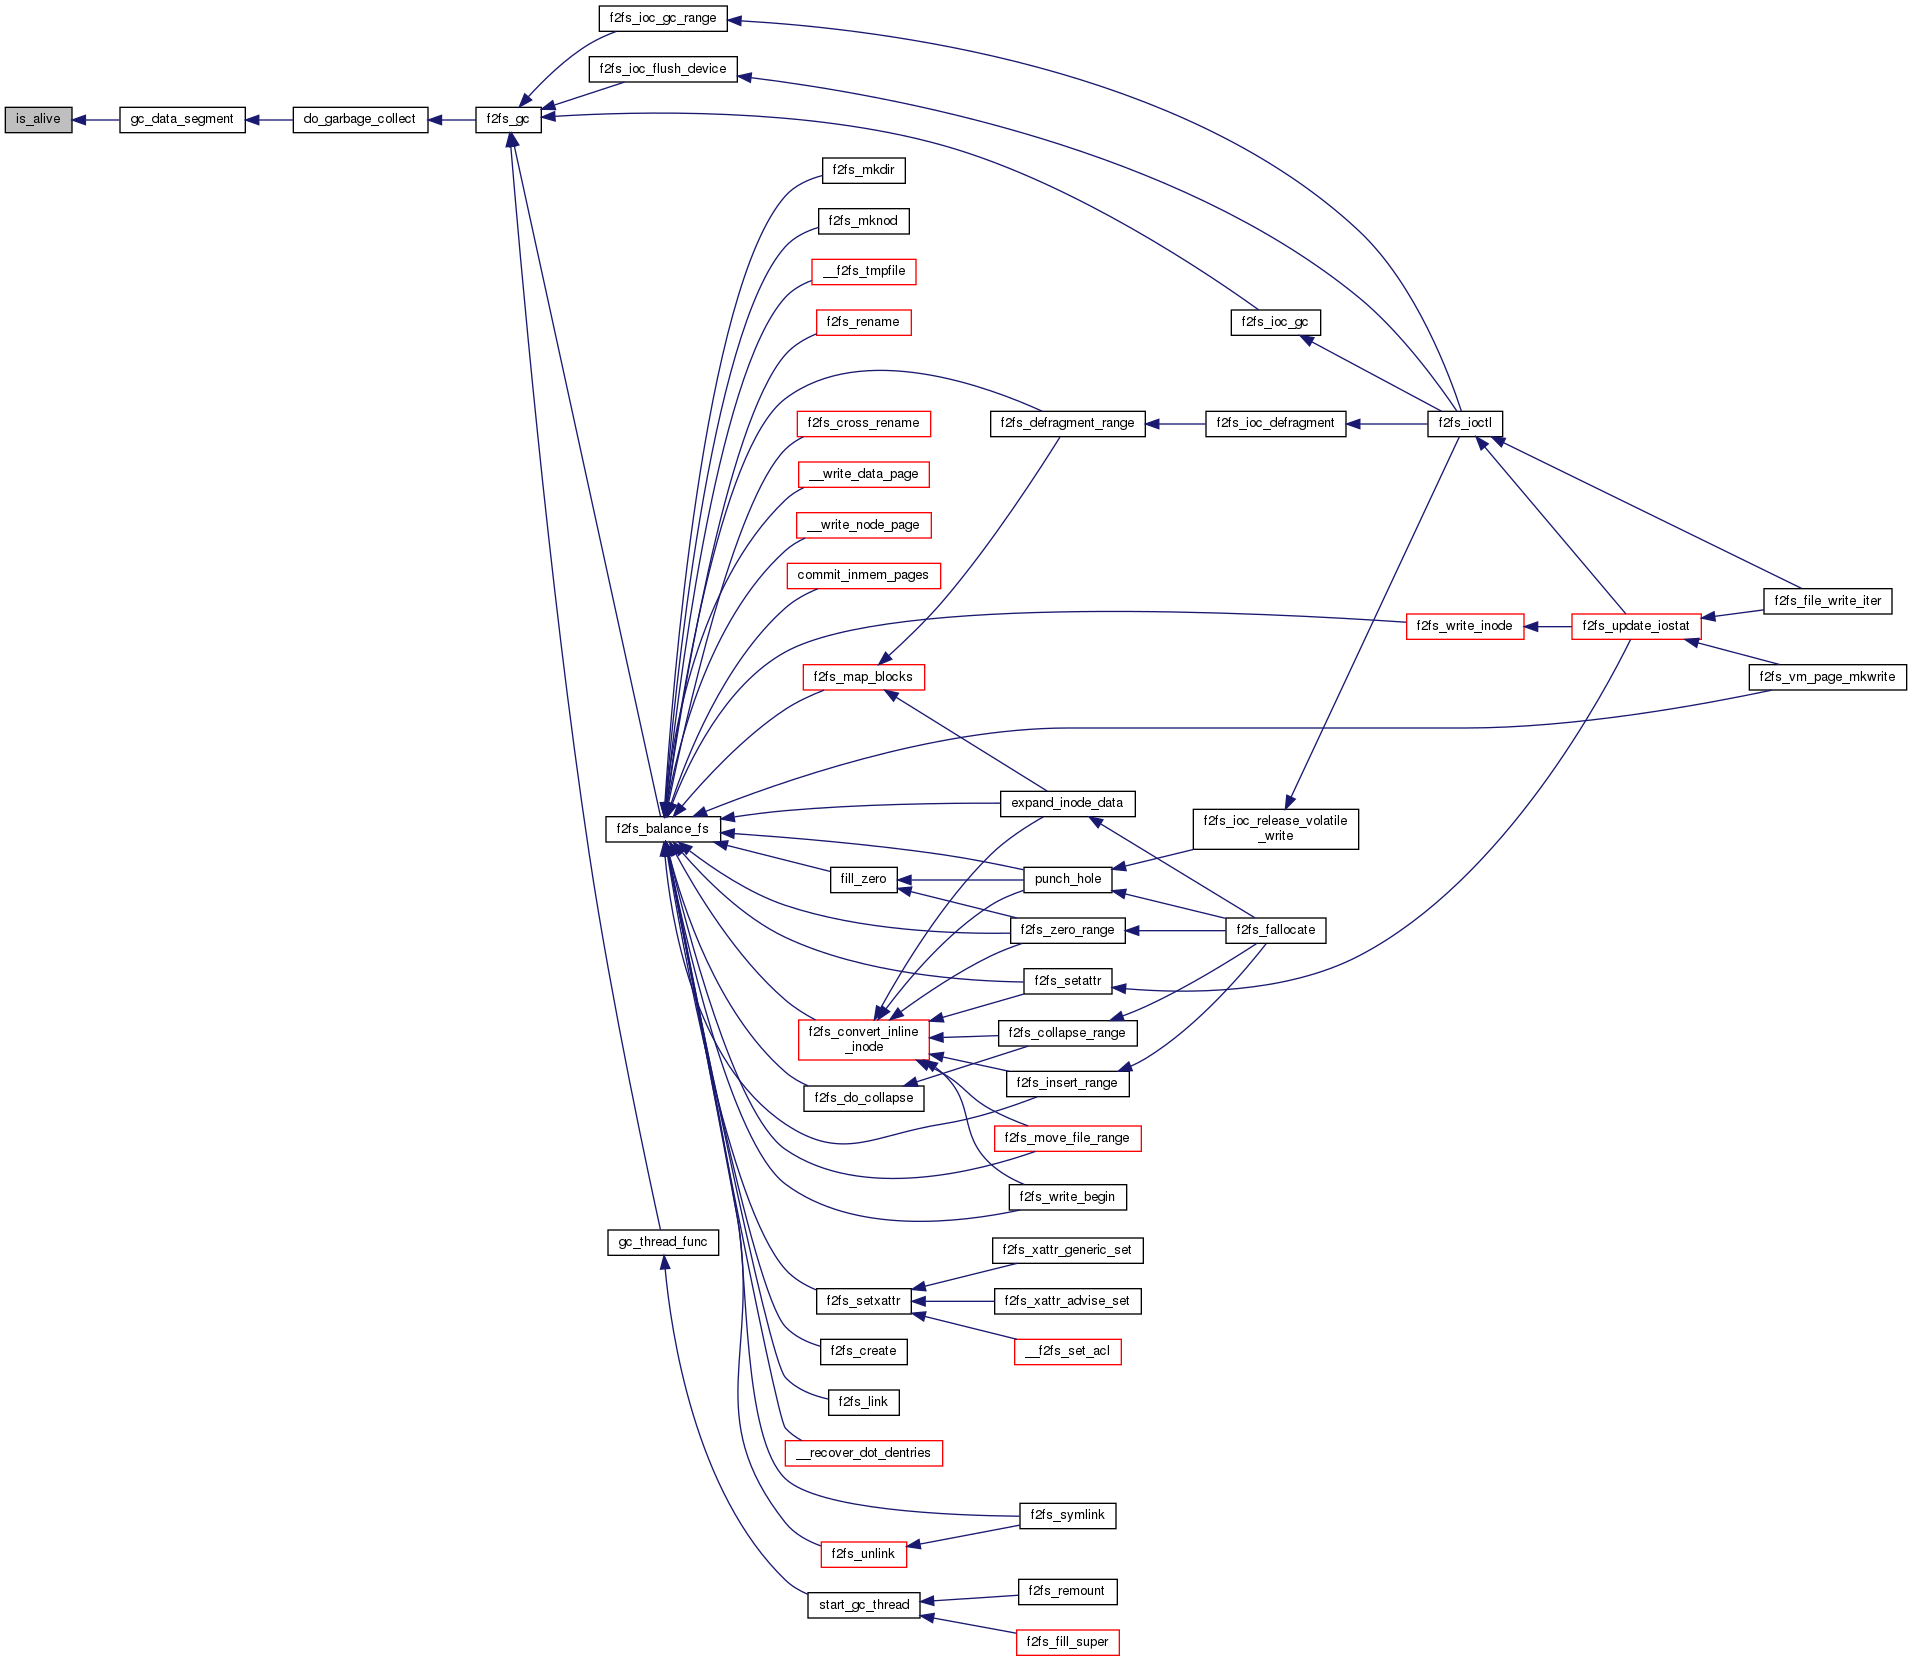 f2fs_ioc_gc_range
f2fs_ioc_flush_device
is_alive
gc_data_segment
do_garbage_collect
f2fs_gc
f2fs_mkdir
f2fs_mknod
__f2fs_tmpfile
f2fs_rename
f2fs_ioc_gc
f2fs_cross_rename
f2fs_defragment_range
f2fs_ioc_defragment
f2fs_ioctl
__write_data_page
__write_node_page
commit_inmem_pages
f2fs_file_write_iter
f2fs_write_inode
f2fs_update_iostat
f2fs_map_blocks
f2fs_vm_page_mkwrite
expand_inode_data
f2fs_balance_fs
f2fs_ioc_release_volatile
_write
fill_zero
punch_hole
f2fs_zero_range
f2fs_fallocate
f2fs_setattr
f2fs_convert_inline
_inode
f2fs_collapse_range
f2fs_insert_range
f2fs_do_collapse
f2fs_move_file_range
f2fs_write_begin
gc_thread_func
f2fs_xattr_generic_set
f2fs_setxattr
f2fs_xattr_advise_set
f2fs_create
__f2fs_set_acl
f2fs_link
__recover_dot_dentries
f2fs_symlink
f2fs_unlink
start_gc_thread
f2fs_remount
f2fs_fill_super